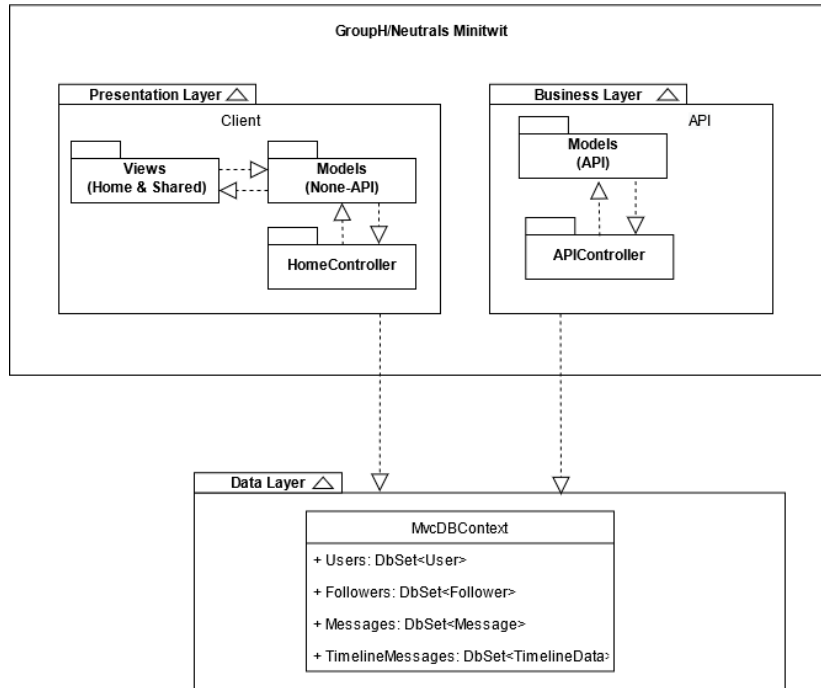 GroupH/Neutrals Minitwit
Presentation Layer
Client
Views
(Home & Shared)
Models
(None-API)
HomeController
Business Layer
API
Models
(API)
APIController
Data Layer
MvcDBContext
+ Users: DbSet<User>
+ Followers: DbSet<Follower>
+ Messages: DbSet<Message>
+ TimelineMessages: DbSet<TimelineData>